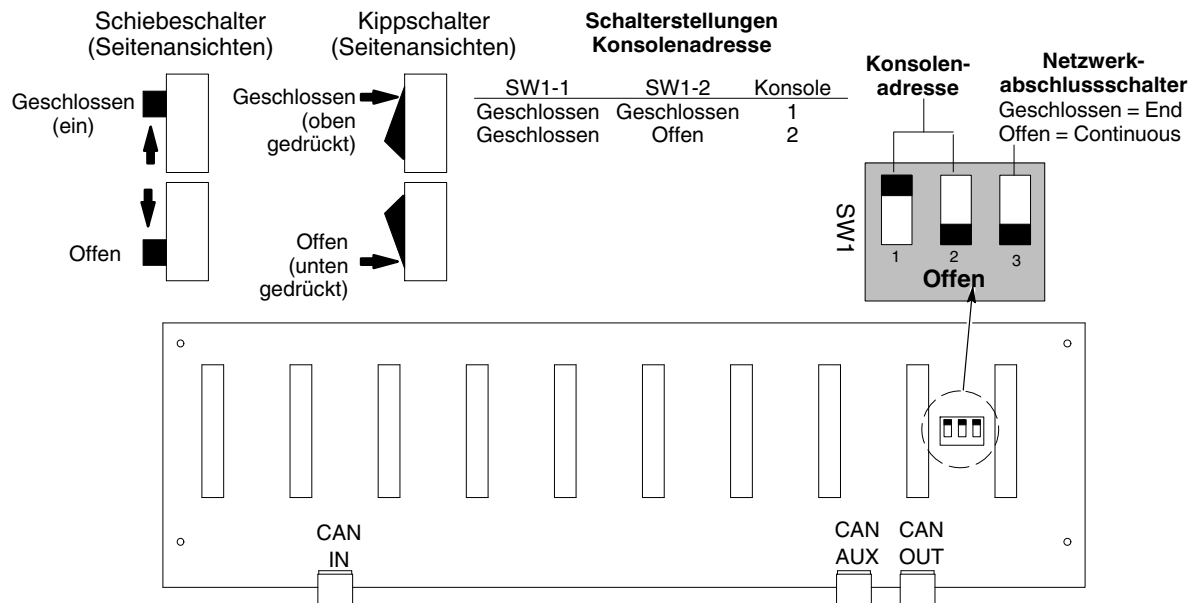 Schiebeschalter
(Seitenansichten)
Geschlossen
(ein)
Offen
Kippschalter
(Seitenansichten)
Geschlossen
(oben
gedrückt)
Offen
(unten
gedrückt)
Schalterstellungen
Konsolenadresse
SW1-1 SW1-2 Konsole
Geschlossen Geschlossen 1
Geschlossen Offen 2
Konsolen-
adresse
Netzwerk-
abschlussschalter
Geschlossen = End
Offen = Continuous
SW1
1 2 3
Offen
CAN
IN
CAN
AUX
CAN
OUT